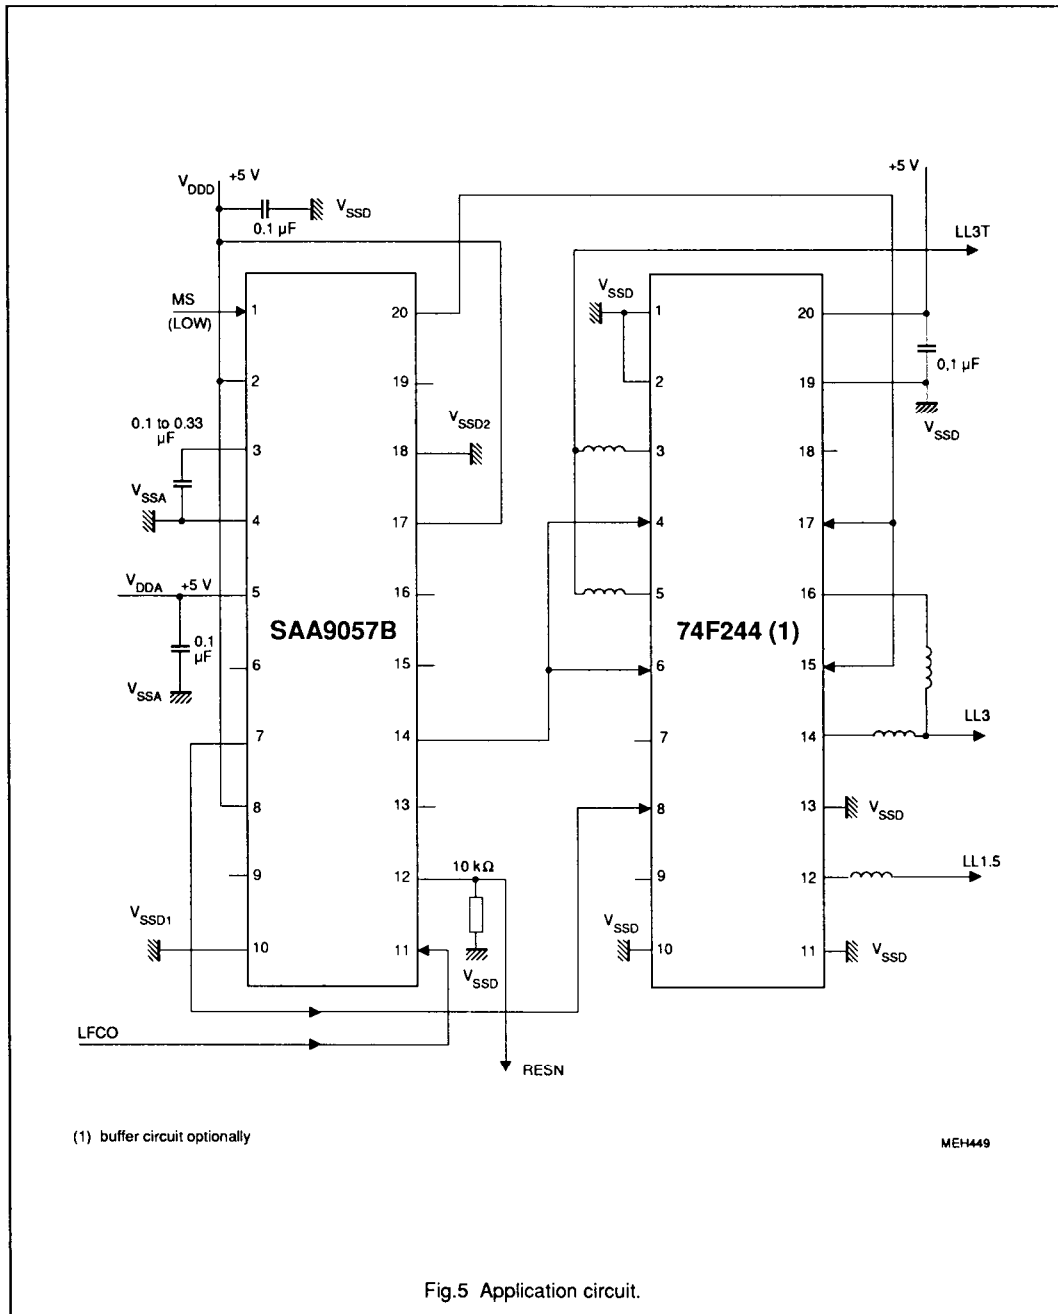 V_DDD +5 V
V_SSD
0.1 µF
+5 V
LL3T
MS
(LOW)
1 20
V_SSD
1 20
0,1 µF
2 19
2 19
V_SSD
0.1 to 0.33
µF
3 18
V_SSD2
3 18
V_SSA
4 17
4 17
V_DDA +5 V
5 16
5 16
SAA9057B
74F244 (1)
0.1
µF
V_SSA
6 15
6 15
7 14
7 14
LL3
8 13
8 13
V_SSD
9 12
10 kΩ
9 12
LL1.5
V_SSD1
10 11
V_SSD
V_SSD
10 11
V_SSD
LFCO
RESN
(1) buffer circuit optionally
MEH449
Fig.5 Application circuit.